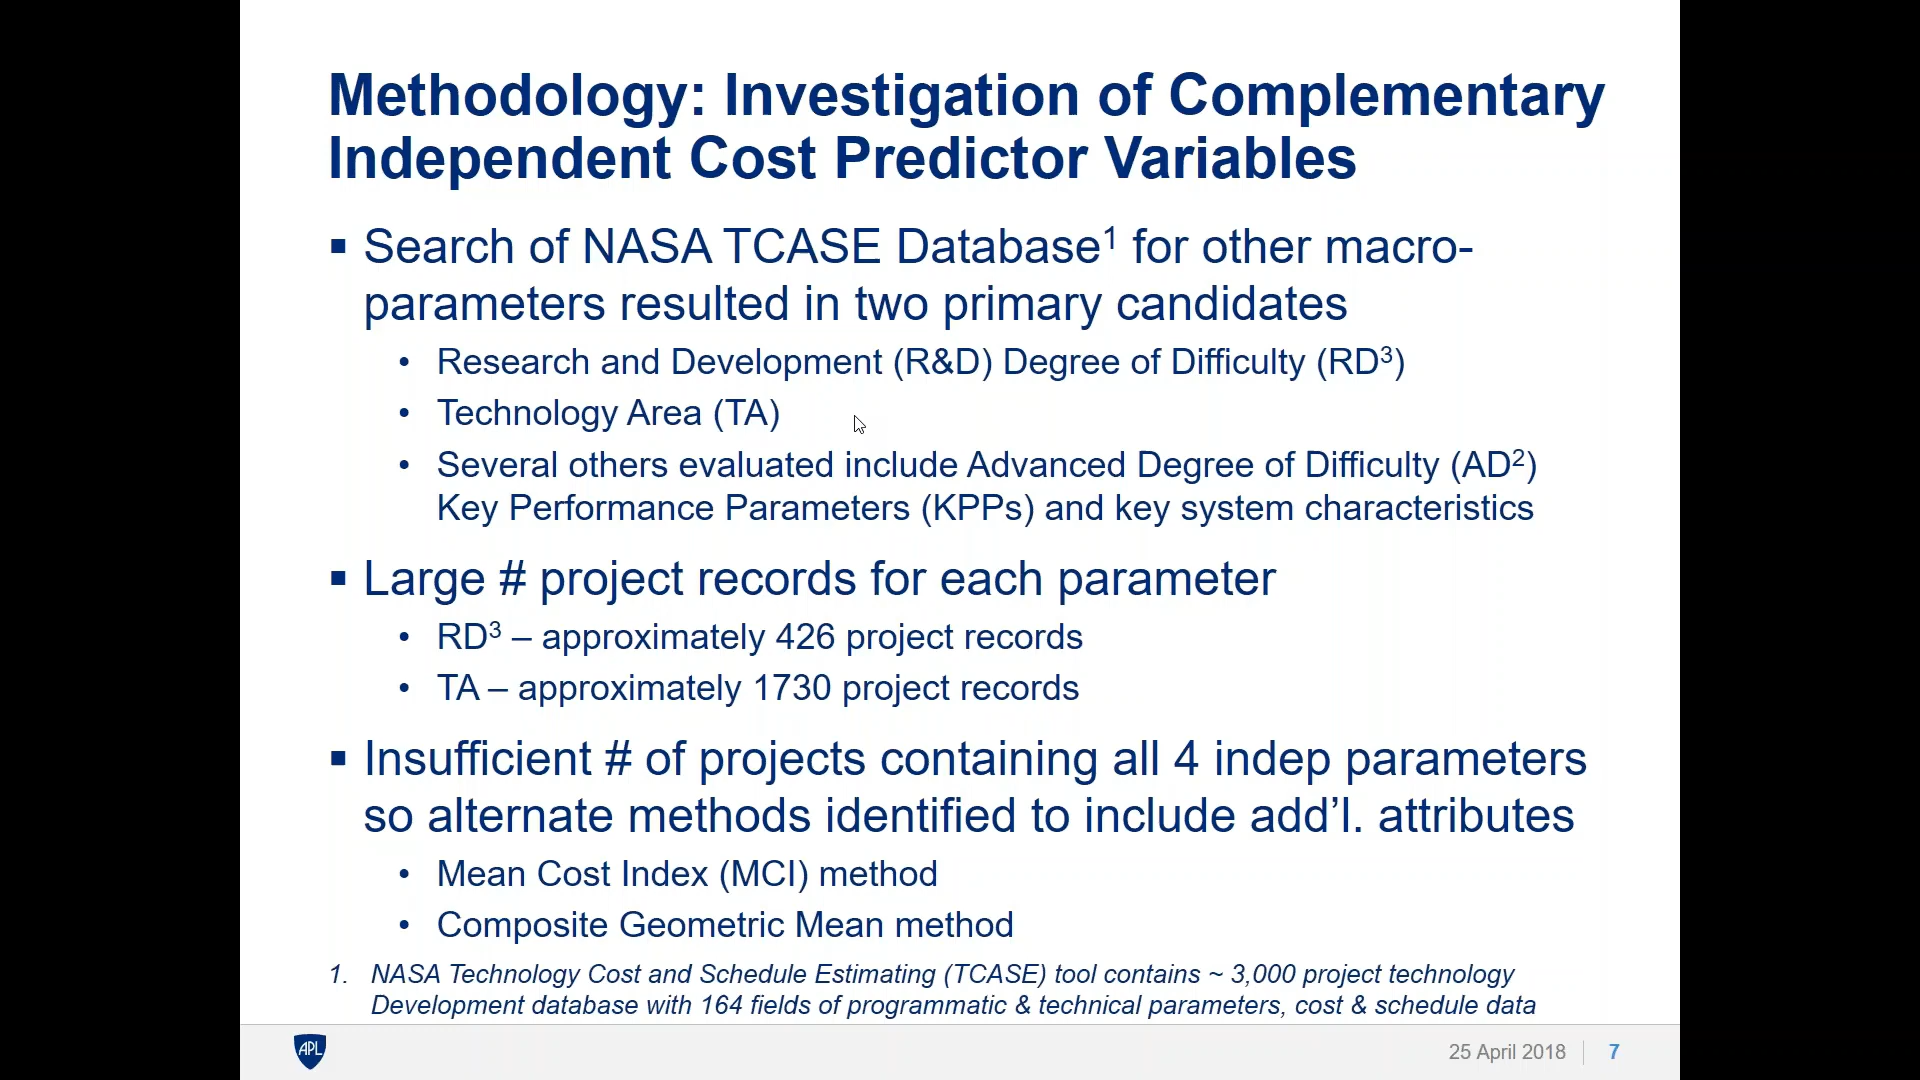 Methodology: Investigation of Complementary
Independent Cost Predictor Variables
▪ Search of NASA TCASE Database¹ for other macro-
parameters resulted in two primary candidates
• Research and Development (R&D) Degree of Difficulty (RD³)
• Technology Area (TA)
• Several others evaluated include Advanced Degree of Difficulty (AD²)
Key Performance Parameters (KPPs) and key system characteristics
▪ Large # project records for each parameter
• RD³ – approximately 426 project records
• TA – approximately 1730 project records
▪ Insufficient # of projects containing all 4 indep parameters
so alternate methods identified to include add’l. attributes
• Mean Cost Index (MCI) method
• Composite Geometric Mean method
1. NASA Technology Cost and Schedule Estimating (TCASE) tool contains ~ 3,000 project technology
Development database with 164 fields of programmatic & technical parameters, cost & schedule data
APL
25 April 2018 7